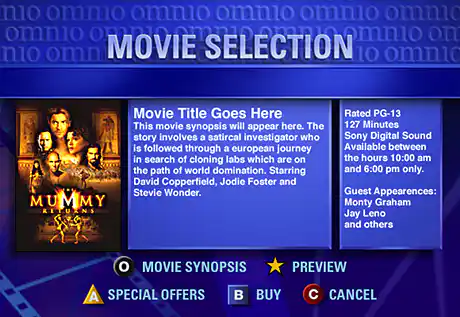 omnio omnio omnio omnio omnio omnio
MOVIE SELECTION
Movie Title Goes Here
This movie synopsis will appear here. The
story involves a satircal investigator who
is followed through a european journey
in search of cloning labs which are on
the path of world domination. Starring
David Copperfield, Jodie Foster and
Stevie Wonder.
Rated PG-13
127 Minutes
Sony Digital Sound
Available between
the hours 10:00 am
and 6:00 pm only.
Guest Appearences:
Monty Graham
Jay Leno
and others
THE
MUMMY
RETURNS
O MOVIE SYNOPSIS
PREVIEW
A SPECIAL OFFERS
B BUY
C CANCEL